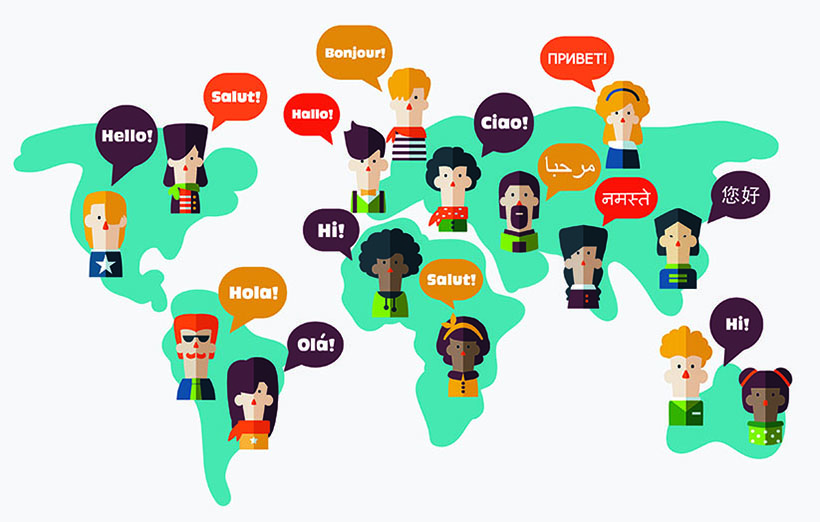 Bonjour!
ПРИВЕТ!
Salut!
Hallo!
Ciao!
Hello!
مرحبا
नमस्ते
您好
Hi!
Salut!
Hola!
Olá!
Hi!